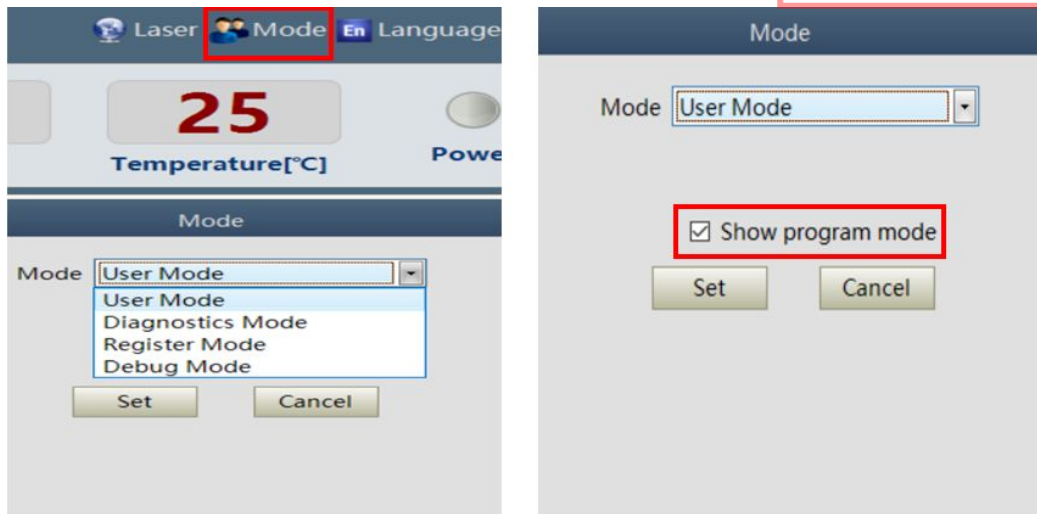 Laser Mode En Language
25
Temperature[°C]
Mode
Mode User Mode
User Mode
Diagnostics Mode
Register Mode
Debug Mode
Set Cancel
Mode
Mode User Mode
Show program mode
Set Cancel